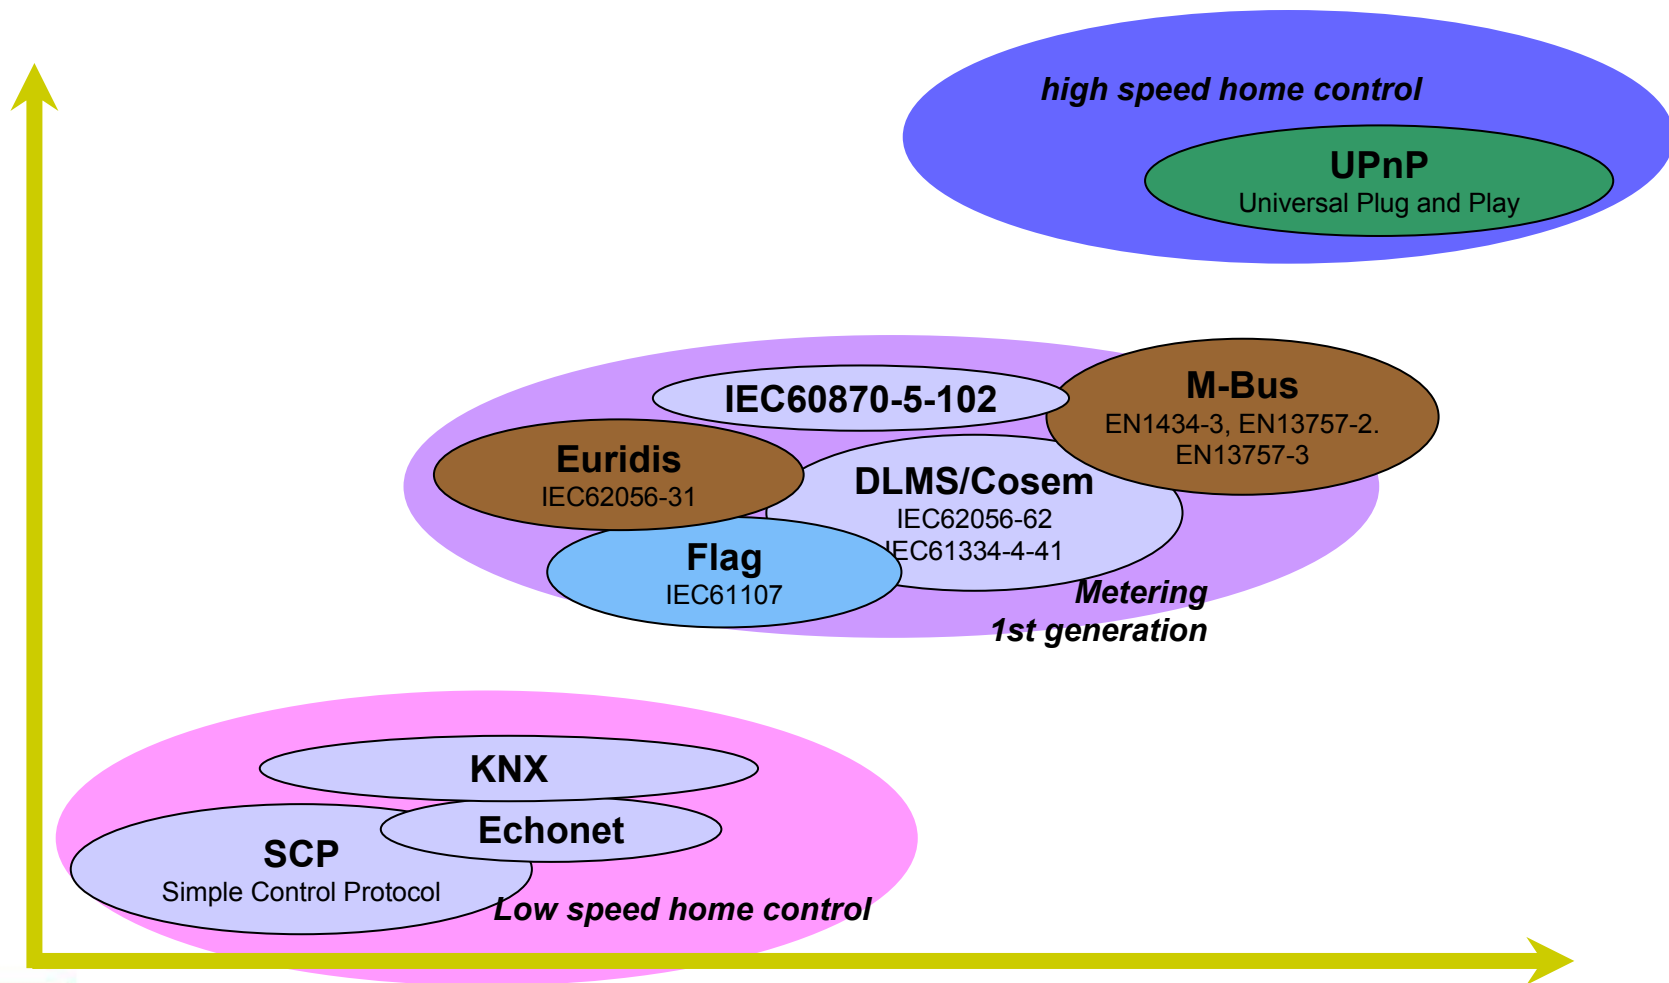 high speed home control
UPnP
Universal Plug and Play
IEC60870-5-102
M-Bus
EN1434-3, EN13757-2.
EN13757-3
Euridis
IEC62056-31
DLMS/Cosem
IEC62056-62
IEC61334-4-41
Flag
IEC61107
Metering
1st generation
KNX
Echonet
SCP
Simple Control Protocol
Low speed home control